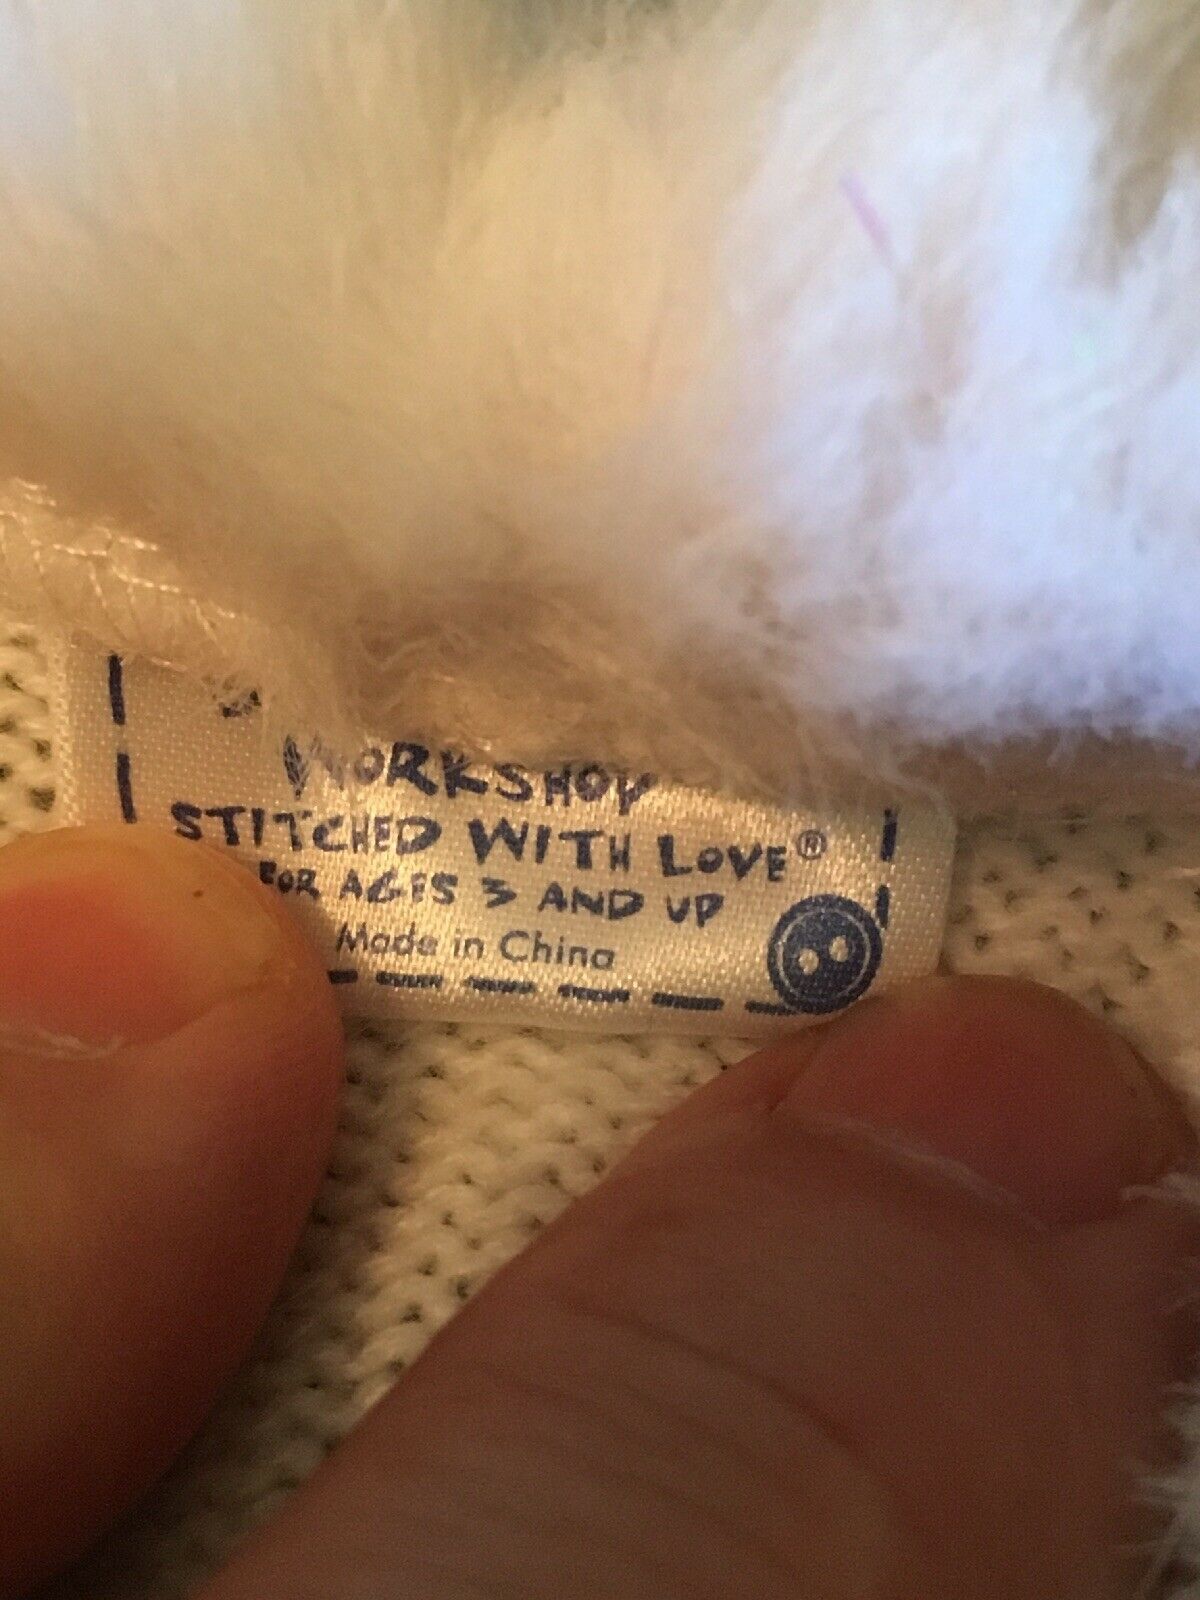 WORKSHOP
STITCHED WITH LOVE®
FOR AGES 3 AND UP
Made in China